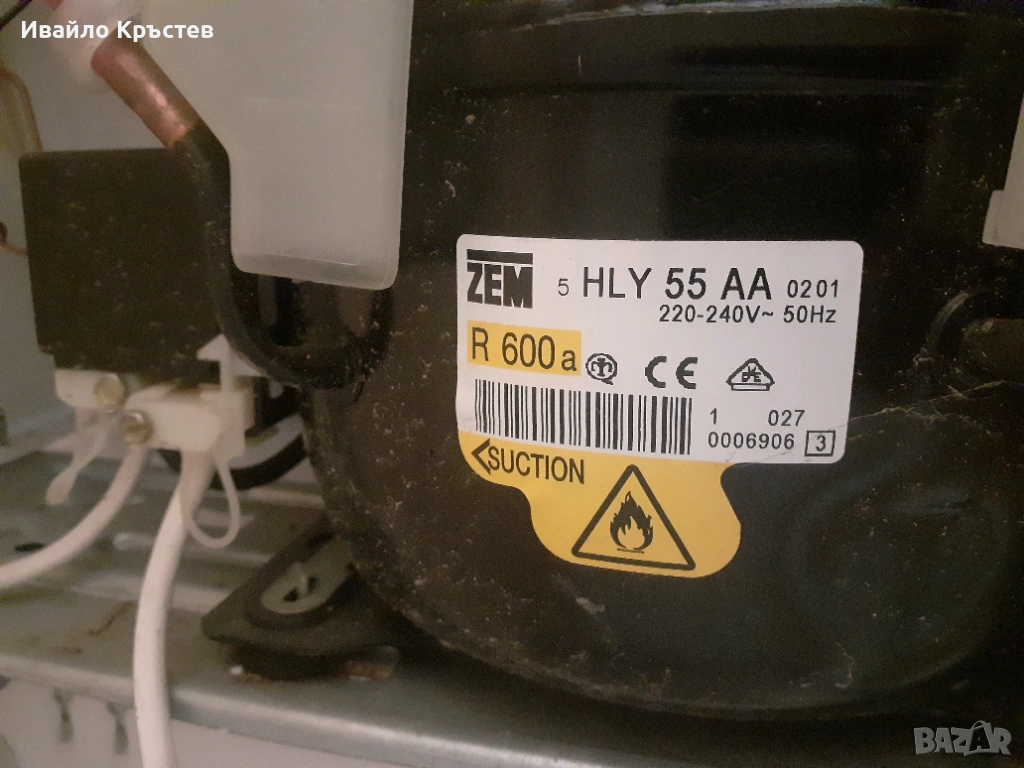 Ивайло Кръстев
ZEM 5 HLY 55 AA 0201
220-240V~ 50Hz
R 600a CE
1 027
0006906 3
<SUCTION
BAZAR